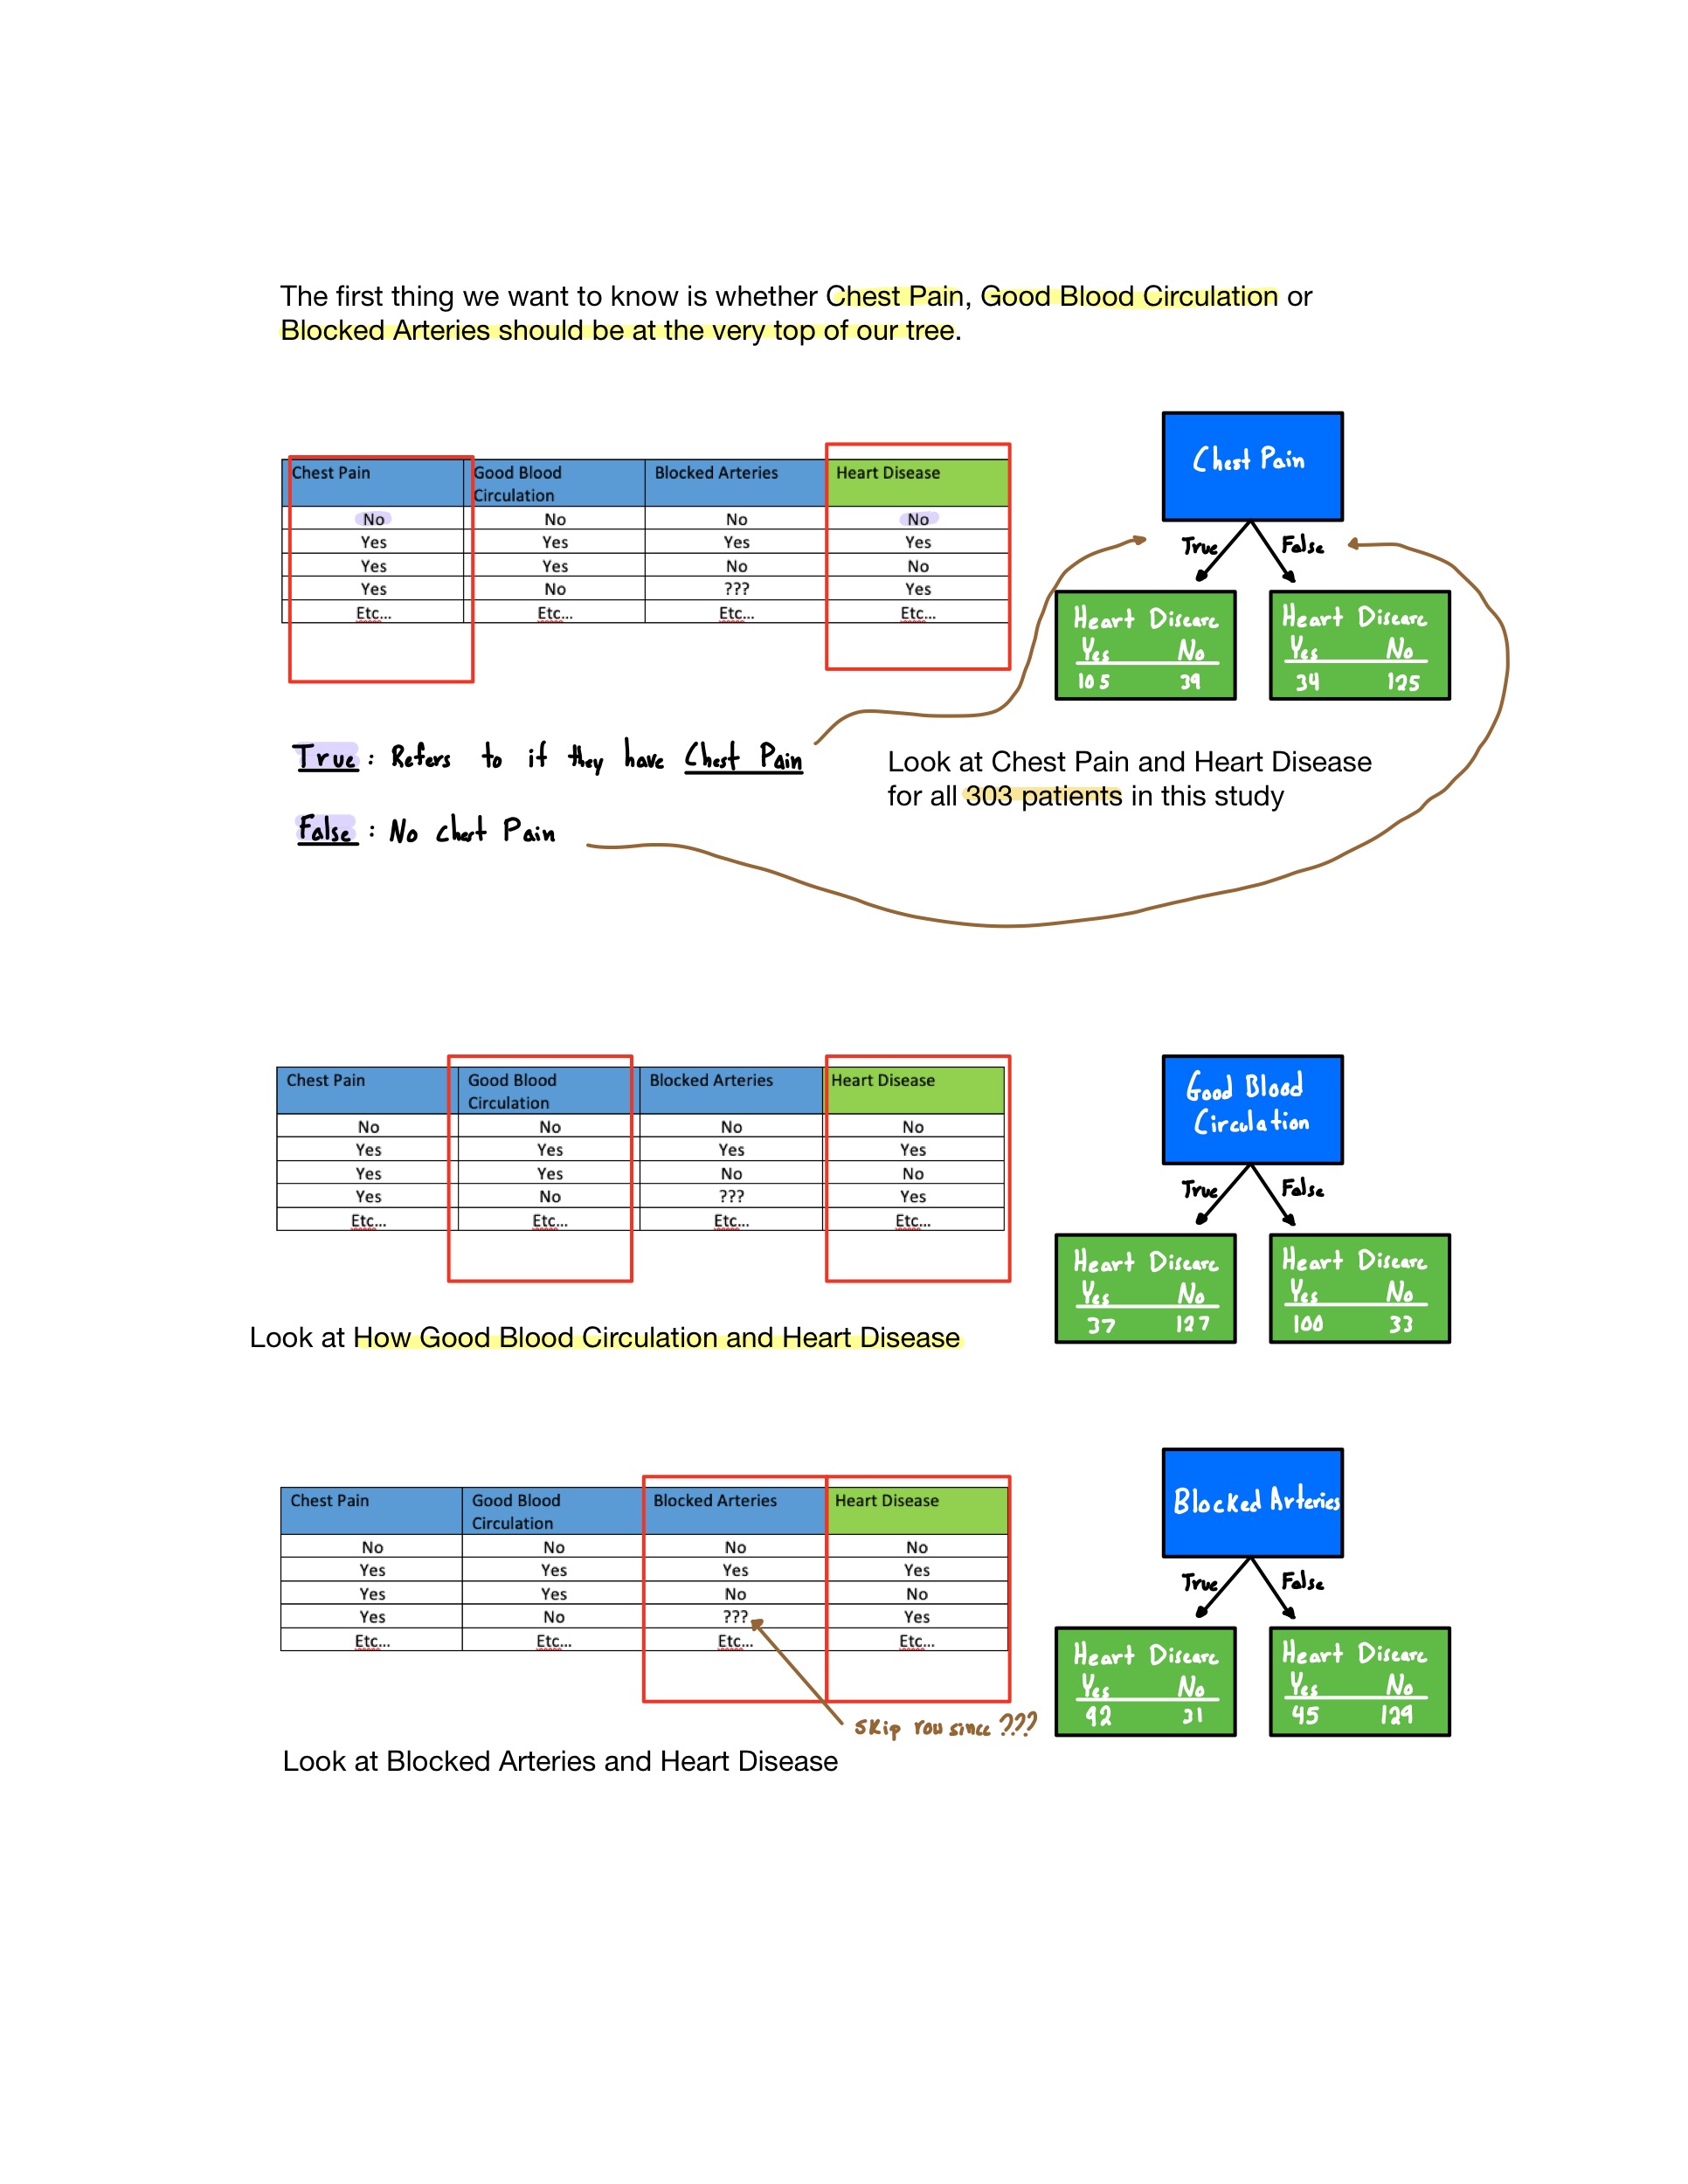 The first thing we want to know is whether Chest Pain, Good Blood Circulation or
Blocked Arteries should be at the very top of our tree.
Chest Pain Good Blood Circulation Blocked Arteries Heart Disease
No No No No
Yes Yes Yes Yes
Yes Yes No No
Yes No ??? Yes
Etc... Etc... Etc... Etc...
Chest Pain
True False
Heart Disease Heart Disease
Yes No Yes No
105 39 34 125
True : Refers to if they have Chest Pain
False : No chest Pain
Look at Chest Pain and Heart Disease
for all 303 patients in this study
Chest Pain Good Blood Circulation Blocked Arteries Heart Disease
No No No No
Yes Yes Yes Yes
Yes Yes No No
Yes No ??? Yes
Etc... Etc... Etc... Etc...
Good Blood
Circulation
True False
Heart Disease Heart Disease
Yes No Yes No
37 127 100 33
Look at How Good Blood Circulation and Heart Disease
Chest Pain Good Blood Circulation Blocked Arteries Heart Disease
No No No No
Yes Yes Yes Yes
Yes Yes No No
Yes No ??? Yes
Etc... Etc... Etc... Etc...
Skip row since ???
Blocked Arteries
True False
Heart Disease Heart Disease
Yes No Yes No
92 31 45 129
Look at Blocked Arteries and Heart Disease